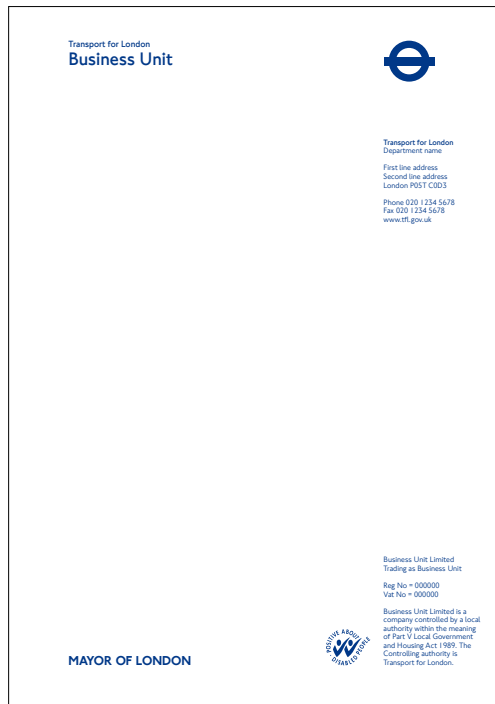 Transport for London
Business Unit
Transport for London
Department name
First line address
Second line address
London P05T C0D3
Phone 020 1234 5678
Fax 020 1234 5678
www.tfl.gov.uk
Business Unit Limited
Trading as Business Unit
Reg No = 000000
Vat No = 000000
Business Unit Limited is a
company controlled by a local
authority within the meaning
of Part V Local Government
and Housing Act 1989. The
Controlling authority is
Transport for London.
POSITIVE ABOUT
DISABLED PEOPLE
MAYOR OF LONDON